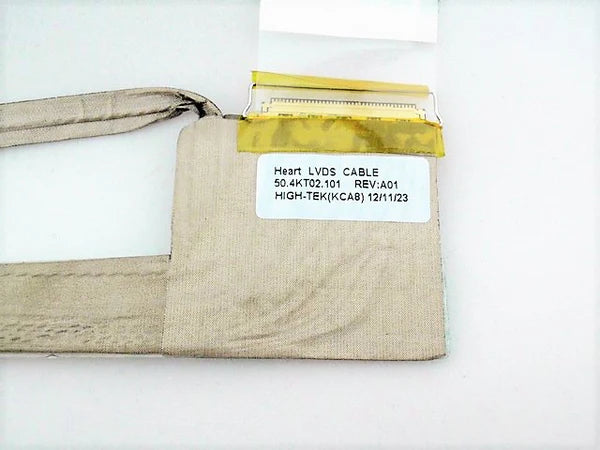 Heart LVDS CABLE
50.4KT02.101 REV:A01
HIGH-TEK(KCA8) 12/11/23